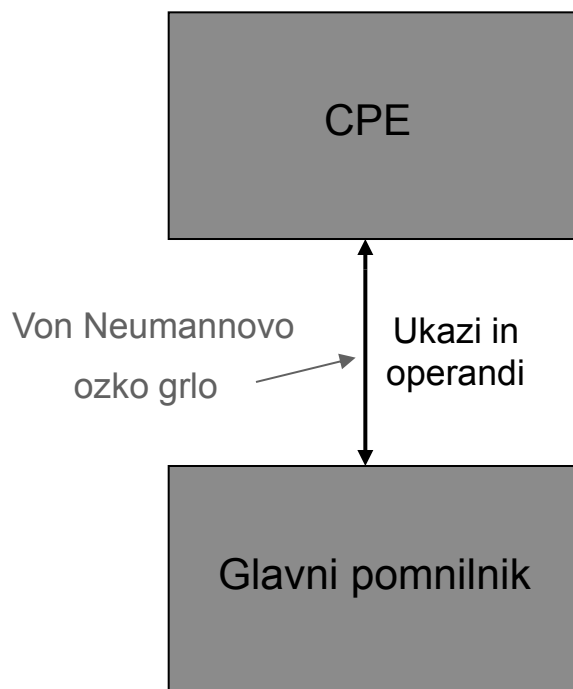 CPE
Von Neumannovo
ozko grlo
Ukazi in
operandi
Glavni pomnilnik